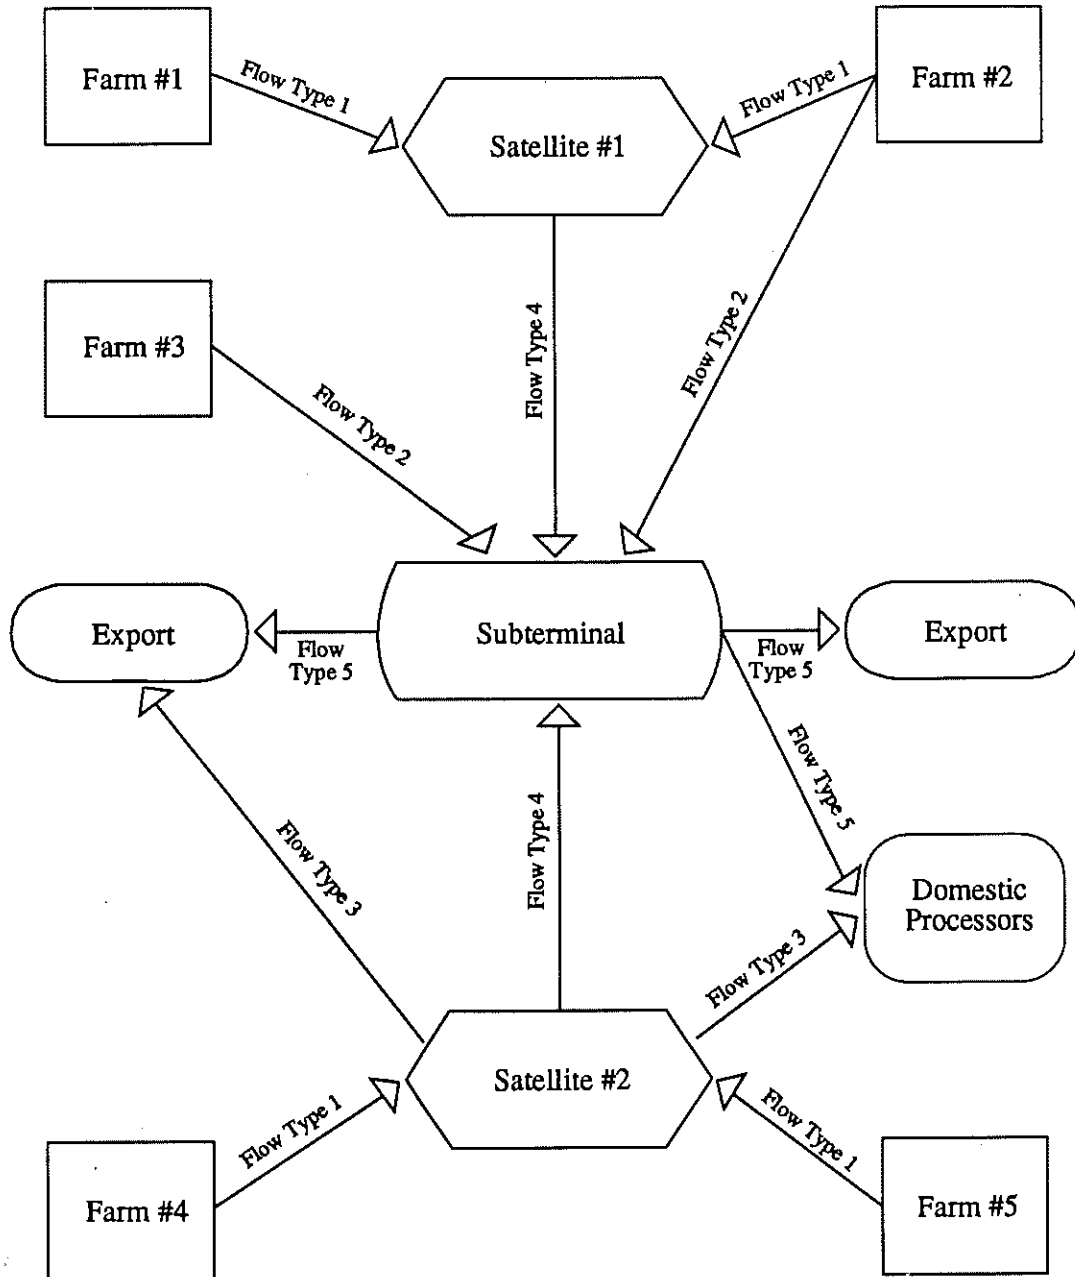 Farm #1
Flow Type 1
Satellite #1
Flow Type 1
Farm #2
Farm #3
Flow Type 2
Flow Type 4
Flow Type 2
Export
Flow
Type 5
Subterminal
Flow
Type 5
Export
Flow Type 5
Flow Type 3
Flow Type 4
Domestic
Processors
Flow Type 3
Satellite #2
Farm #4
Flow Type 1
Flow Type 1
Farm #5